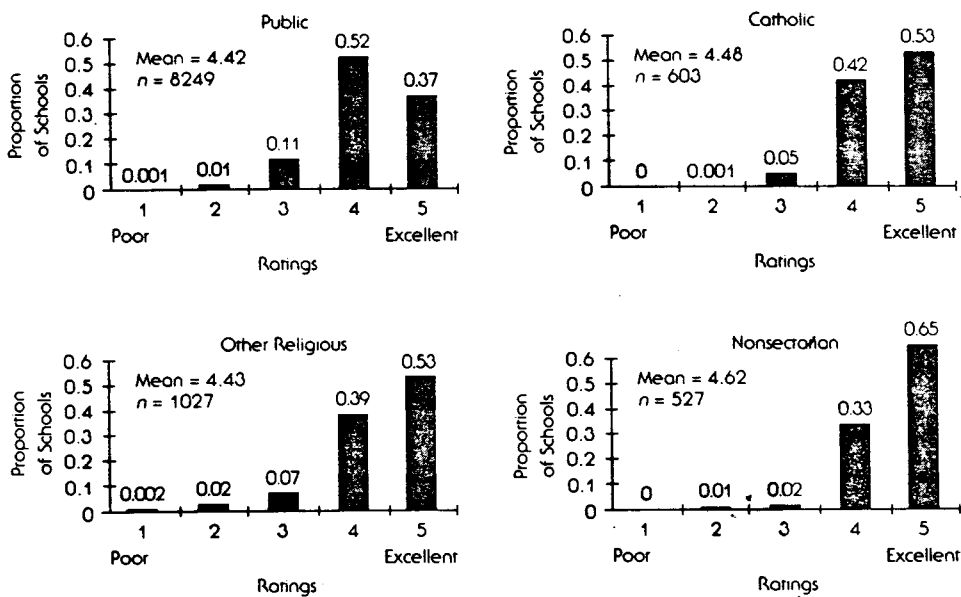 Public
Mean = 4.42
n = 8249
Proportion
of Schools
0.6
0.5
0.4
0.3
0.2
0.1
0
0.001
0.01
0.11
0.52
0.37
1 2 3 4 5
Poor Excellent
Ratings
Catholic
Mean = 4.48
n = 603
Proportion
of Schools
0.6
0.5
0.4
0.3
0.2
0.1
0
0
0.001
0.05
0.42
0.53
1 2 3 4 5
Poor Excellent
Ratings
Other Religious
Mean = 4.43
n = 1027
Proportion
of Schools
0.6
0.5
0.4
0.3
0.2
0.1
0
0.002
0.02
0.07
0.39
0.53
1 2 3 4 5
Poor Excellent
Ratings
Nonsectarian
Mean = 4.62
n = 527
Proportion
of Schools
0.6
0.5
0.4
0.3
0.2
0.1
0
0
0.01
0.02
0.33
0.65
1 2 3 4 5
Poor Excellent
Ratings